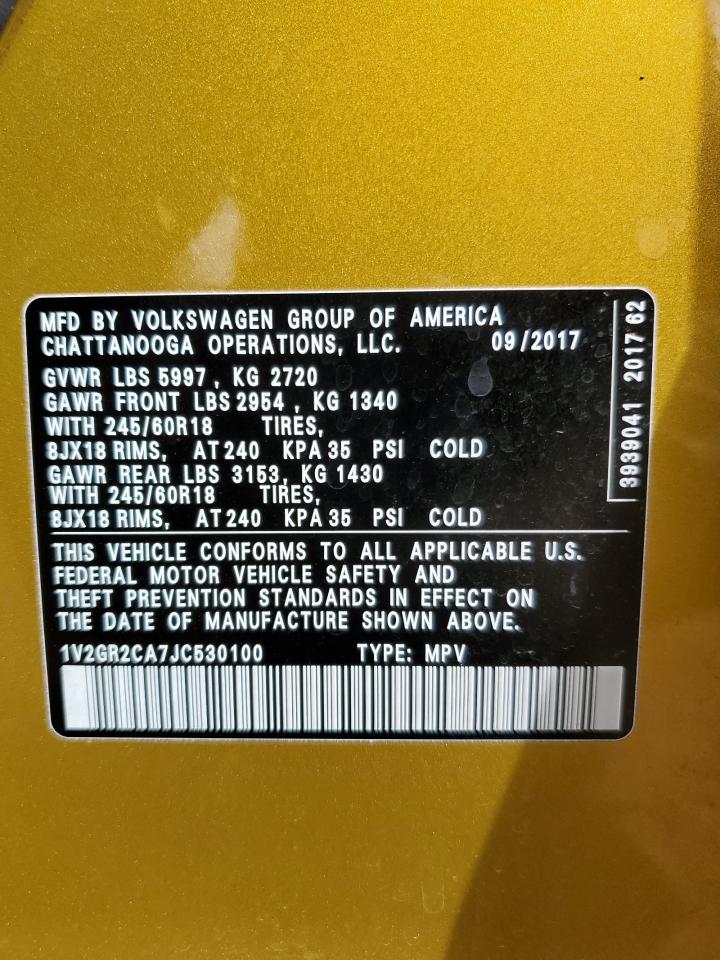 MFD BY VOLKSWAGEN GROUP OF AMERICA
CHATTANOOGA OPERATIONS, LLC. 09/2017
GVWR LBS 5997, KG 2720
GAWR FRONT LBS 2954, KG 1340
WITH 245/60R18 TIRES,
8JX18 RIMS, AT 240 KPA 35 PSI COLD
GAWR REAR LBS 3153, KG 1430
WITH 245/60R18 TIRES,
8JX18 RIMS, AT 240 KPA 35 PSI COLD
THIS VEHICLE CONFORMS TO ALL APPLICABLE U.S.
FEDERAL MOTOR VEHICLE SAFETY AND
THEFT PREVENTION STANDARDS IN EFFECT ON
THE DATE OF MANUFACTURE SHOWN ABOVE.
1V2GR2CA7JC530100 TYPE: MPV
3939041 2017 62